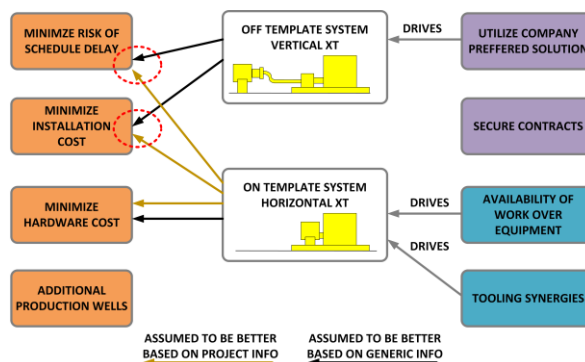 MINIMZE RISK OF
SCHEDULE DELAY
OFF TEMPLATE SYSTEM
VERTICAL XT
DRIVES
UTILIZE COMPANY
PREFFERED SOLUTION
MINIMIZE
INSTALLATION
COST
SECURE CONTRACTS
MINIMIZE
HARDWARE COST
ON TEMPLATE SYSTEM
HORIZONTAL XT
DRIVES
AVAILABILITY OF
WORK OVER
EQUIPMENT
DRIVES
ADDITIONAL
PRODUCTION WELLS
TOOLING SYNERGIES
ASSUMED TO BE BETTER
BASED ON PROJECT INFO
ASSUMED TO BE BETTER
BASED ON GENERIC INFO